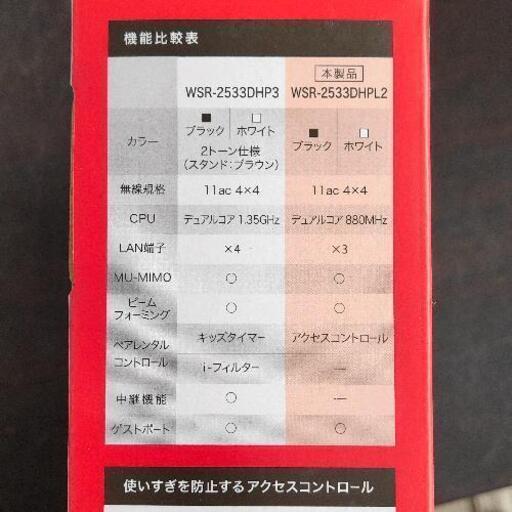 機能比較表
本製品
WSR-2533DHP3 WSR-2533DHPL2
カラー ■ブラック □ホワイト 2トーン仕様 (スタンド:ブラウン) ■ブラック □ホワイト
無線規格 11ac 4×4 11ac 4×4
CPU デュアルコア 1.35GHz デュアルコア 880MHz
LAN端子 ×4 ×3
MU-MIMO ○ ○
ビームフォーミング ○ ○
ペアレンタルコントロール キッズタイマー アクセスコントロール
i-フィルター —
中継機能 ○ —
ゲストポート ○ ○
使いすぎを防止するアクセスコントロール